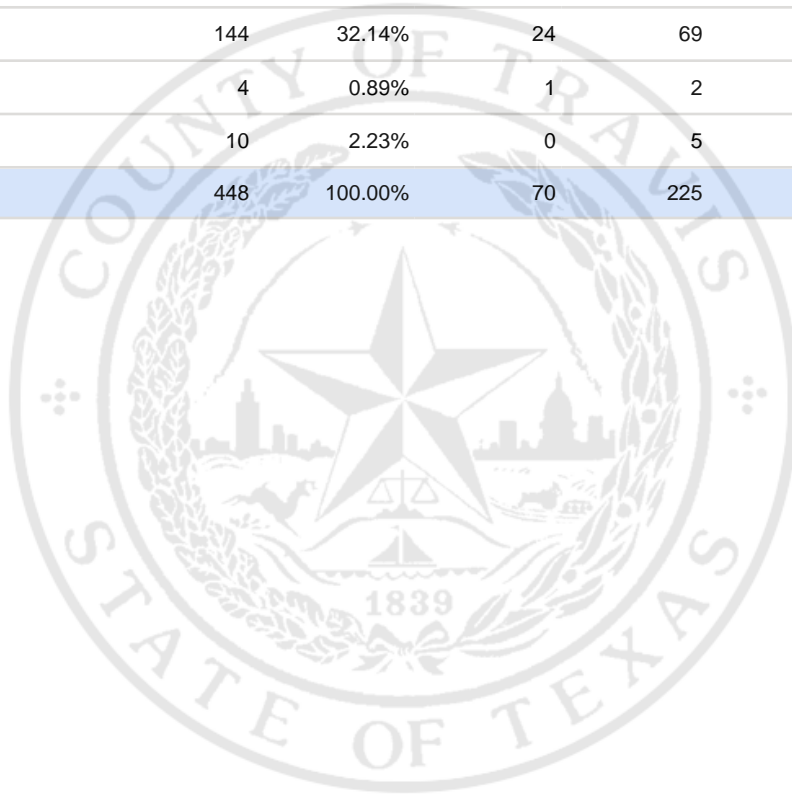 144 32.14% 24 69
4 0.89% 1 2
10 2.23% 0 5
448 100.00% 70 225
COUNTY OF TRAVIS
1839
STATE OF TEXAS